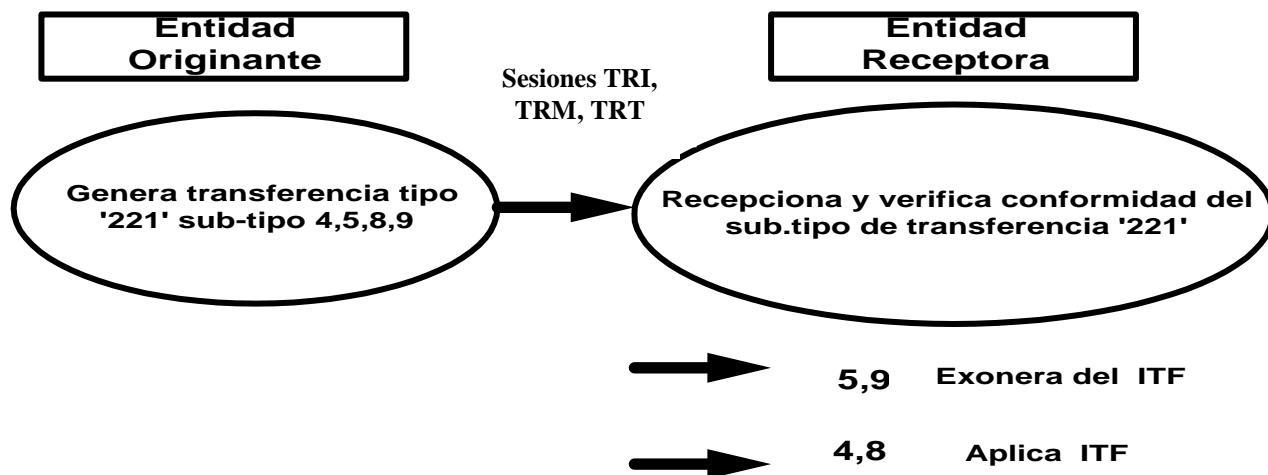 Entidad
Originante
Entidad
Receptora
Sesiones TRI,
TRM, TRT
Genera transferencia tipo
'221' sub-tipo 4,5,8,9
Recepciona y verifica conformidad del
sub.tipo de transferencia '221'
5,9 Exonera del ITF
4,8 Aplica ITF